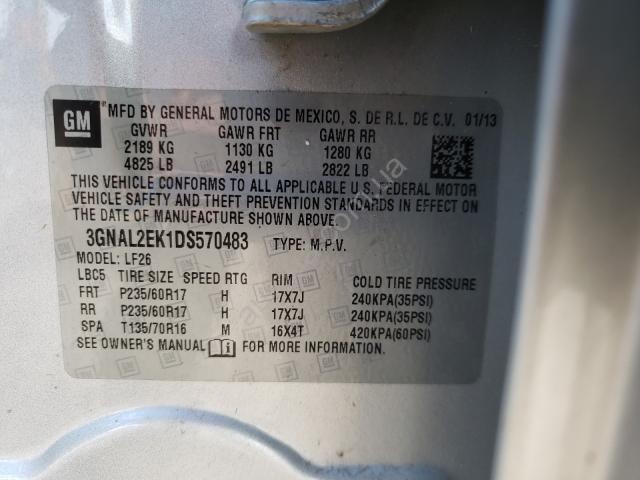 GM
MFD BY GENERAL MOTORS DE MEXICO, S. DE R.L. DE C.V. 01/13
GVWR GAWR FRT GAWR RR
2189 KG 1130 KG 1280 KG
4825 LB 2491 LB 2822 LB
THIS VEHICLE CONFORMS TO ALL APPLICABLE U.S. FEDERAL MOTOR
VEHICLE SAFETY AND THEFT PREVENTION STANDARDS IN EFFECT ON THE
DATE OF MANUFACTURE SHOWN ABOVE.
3GNAL2EK1DS570483 TYPE: M.P.V.
MODEL: LF26
LBC5 TIRE SIZE SPEED RTG RIM COLD TIRE PRESSURE
FRT P235/60R17 H 17X7J 240KPA(35PSI)
RR P235/60R17 H 17X7J 240KPA(35PSI)
SPA T135/70R16 M 16X4T 420KPA(60PSI)
SEE OWNER'S MANUAL FOR MORE INFORMATION.